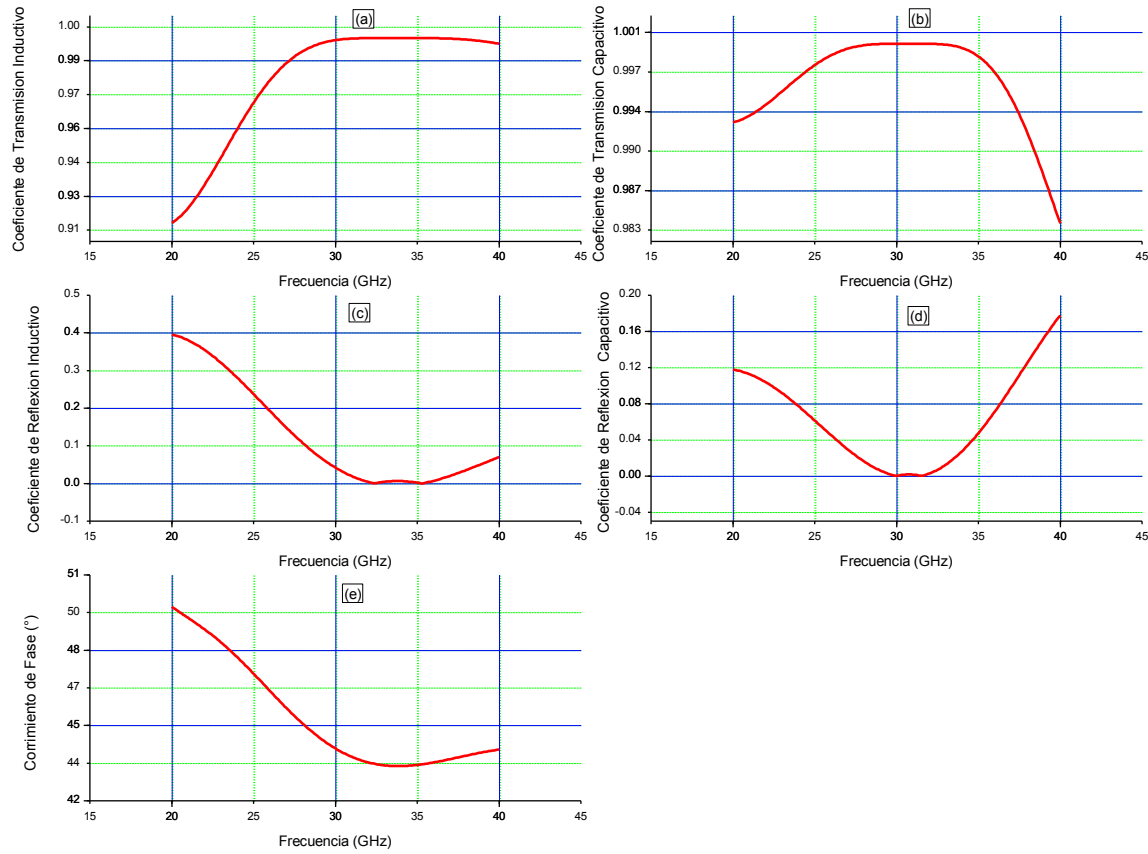 (a)
Coeficiente de Transmision Inductivo
1.00
0.99
0.97
0.96
0.94
0.93
0.91
15 20 25 30 35 40 45
Frecuencia (GHz)
(b)
Coeficiente de Transmision Capacitivo
1.001
0.997
0.994
0.990
0.987
0.983
15 20 25 30 35 40 45
Frecuencia (GHz)
(c)
Coeficiente de Reflexion Inductivo
0.5
0.4
0.3
0.2
0.1
0.0
-0.1
15 20 25 30 35 40 45
Frecuencia (GHz)
(d)
Coeficiente de Reflexion Capacitivo
0.20
0.16
0.12
0.08
0.04
0.00
-0.04
15 20 25 30 35 40 45
Frecuencia (GHz)
(e)
Corrimiento de Fase (°)
51
50
48
47
45
44
42
15 20 25 30 35 40 45
Frecuencia (GHz)